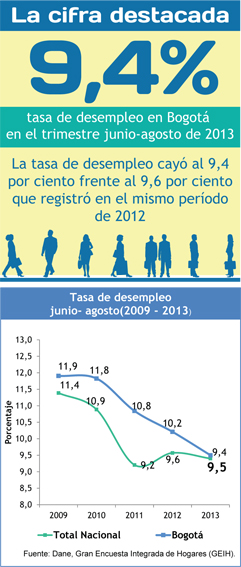 La cifra destacada
9,4%
tasa de desempleo en Bogotá
en el trimestre junio-agosto de 2013
La tasa de desempleo cayó al 9,4
por ciento frente al 9,6 por ciento
que registró en el mismo período
de 2012
Tasa de desempleo
junio- agosto(2009 - 2013)
Porcentaje
13,0
12,5
12,0
11,5
11,0
10,5
10,0
9,5
9,0
8,5
8,0
11,9
11,8
11,4
10,9
10,8
10,2
9,2
9,6
9,4
9,5
2009 2010 2011 2012 2013
Total Nacional Bogotá
Fuente: Dane, Gran Encuesta Integrada de Hogares (GEIH).